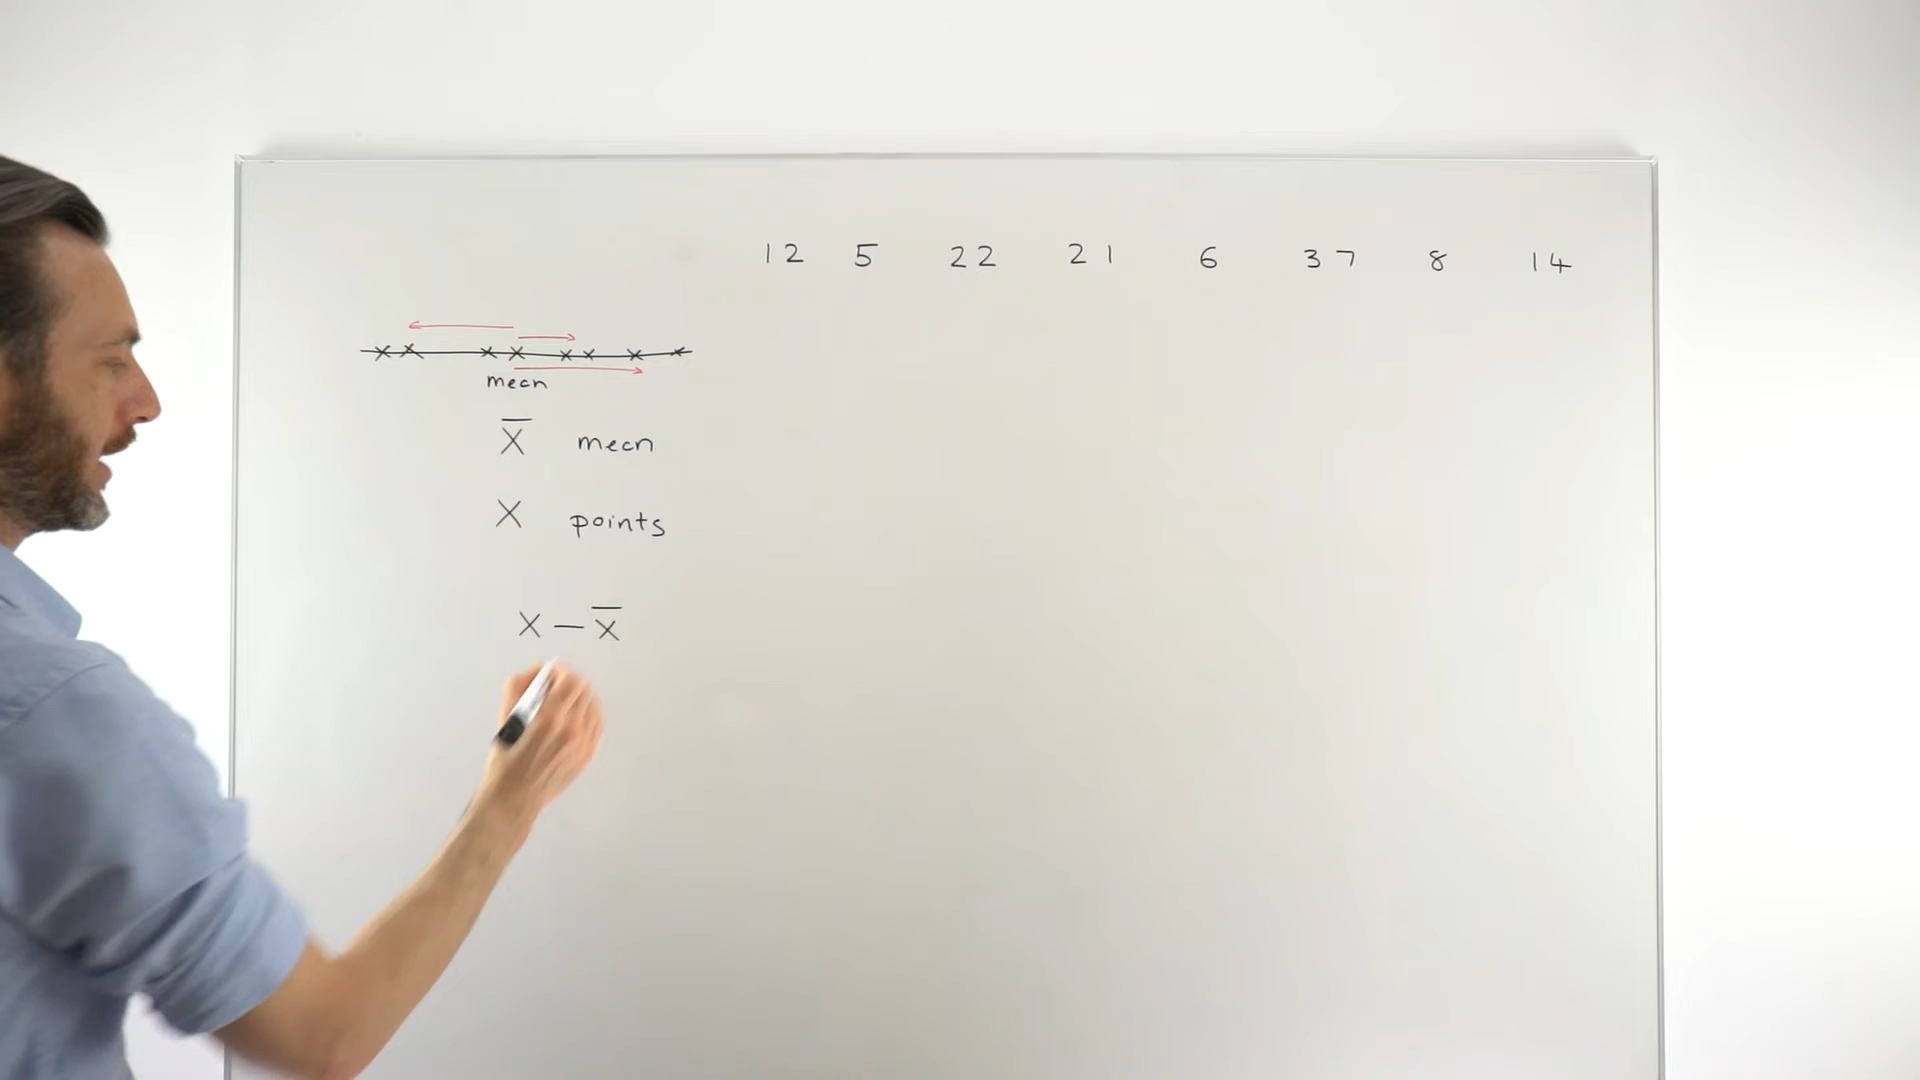 12 5 22 21 6 37 8 14
mean
X̅ mean
X points
X — X̅